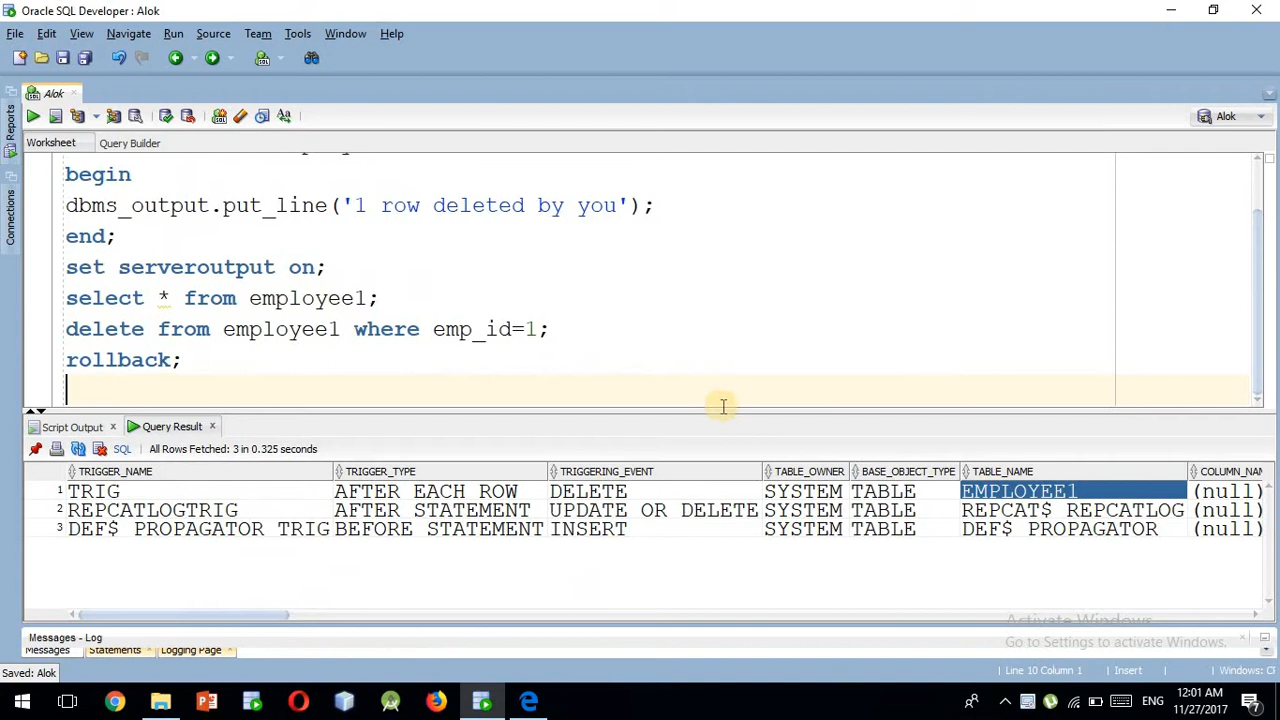 Oracle SQL Developer: Alok
File Edit View Navigate Run Source Team Tools Window Help
Alok
Alok
Worksheet Query Builder
Reports
Connections
begin
dbms_output.put_line('1 row deleted by you');
end;
set serveroutput on;
select * from employee1;
delete from employee1 where emp_id=1;
rollback;
Script Output Query Result
SQL All Rows Fetched: 3 in 0.325 seconds
TRIGGER_NAME TRIGGER_TYPE TRIGGERING_EVENT TABLE_OWNER BASE_OBJECT_TYPE TABLE_NAME COLUMN_NA
1 TRIG AFTER EACH ROW DELETE SYSTEM TABLE EMPLOYEE1 (null)
2 REPCATLOGTRIG AFTER STATEMENT UPDATE OR DELETE SYSTEM TABLE REPCAT$ REPCATLOG (null)
3 DEF$ PROPAGATOR TRIG BEFORE STATEMENT INSERT SYSTEM TABLE DEF$ PROPAGATOR (null)
Activate Windows
Go to Settings to activate Windows.
Messages - Log
Messages Statements Logging Page
Saved: Alok
Line 10 Column 1 Insert Windows: C
ENG
12:01 AM
11/27/2017
7